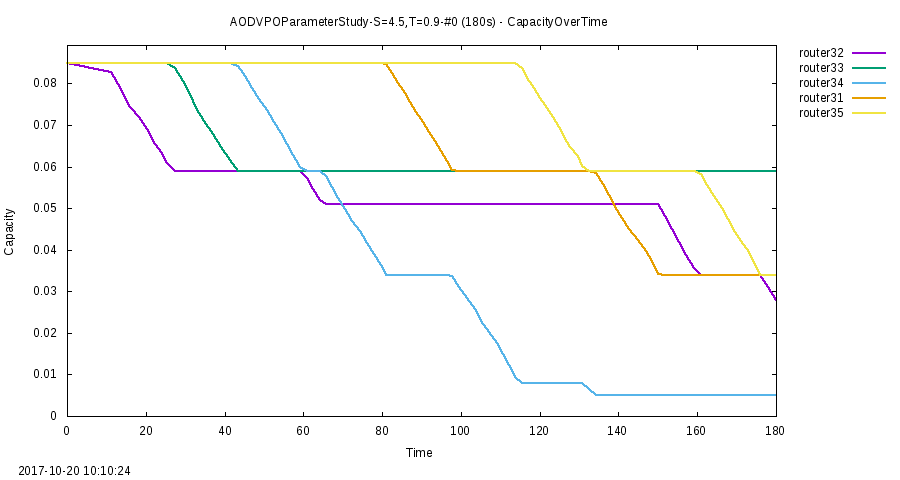 AODVPOParameterStudy-S=4.5,T=0.9-#0 (180s) - CapacityOverTime
router32
router33
router34
router31
router35
0.08
0.07
0.06
0.05
0.04
0.03
0.02
0.01
0
Capacity
0 20 40 60 80 100 120 140 160 180
Time
2017-10-20 10:10:24